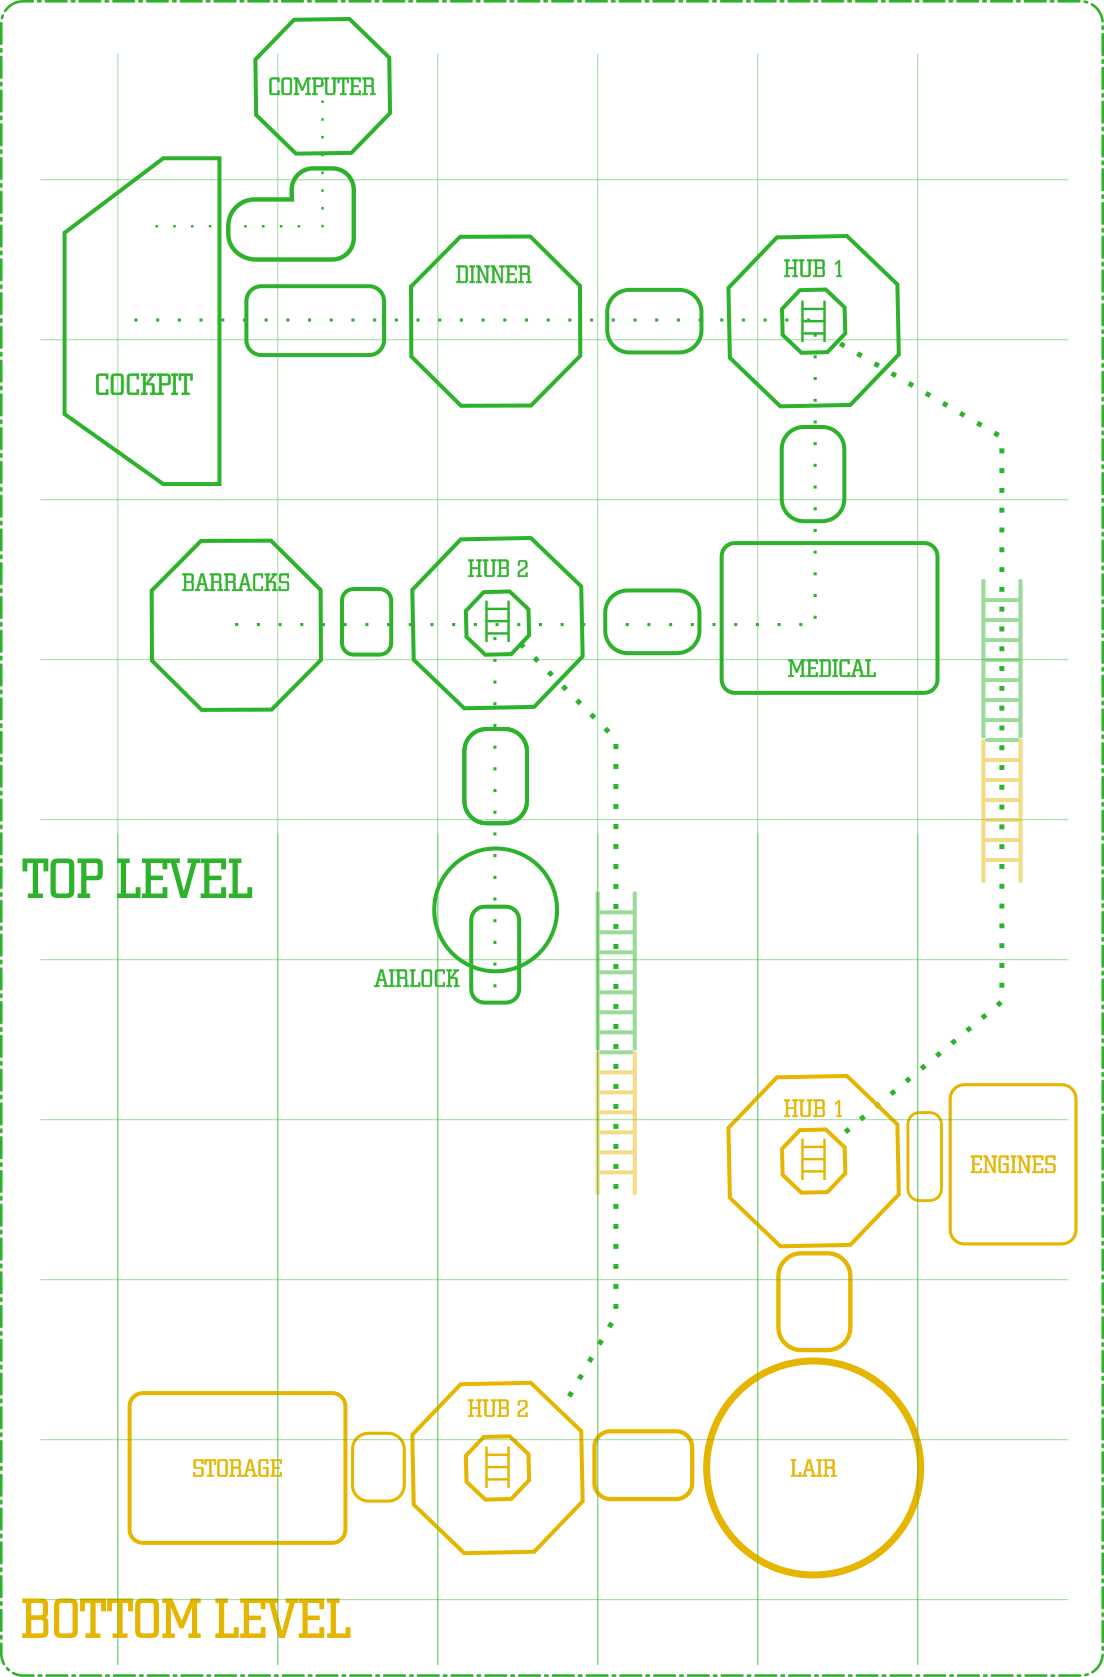 COMPUTER
DINNER
HUB 1
COCKPIT
BARRACKS
HUB 2
MEDICAL
TOP LEVEL
AIRLOCK
HUB 1
ENGINES
HUB 2
STORAGE
LAIR
BOTTOM LEVEL